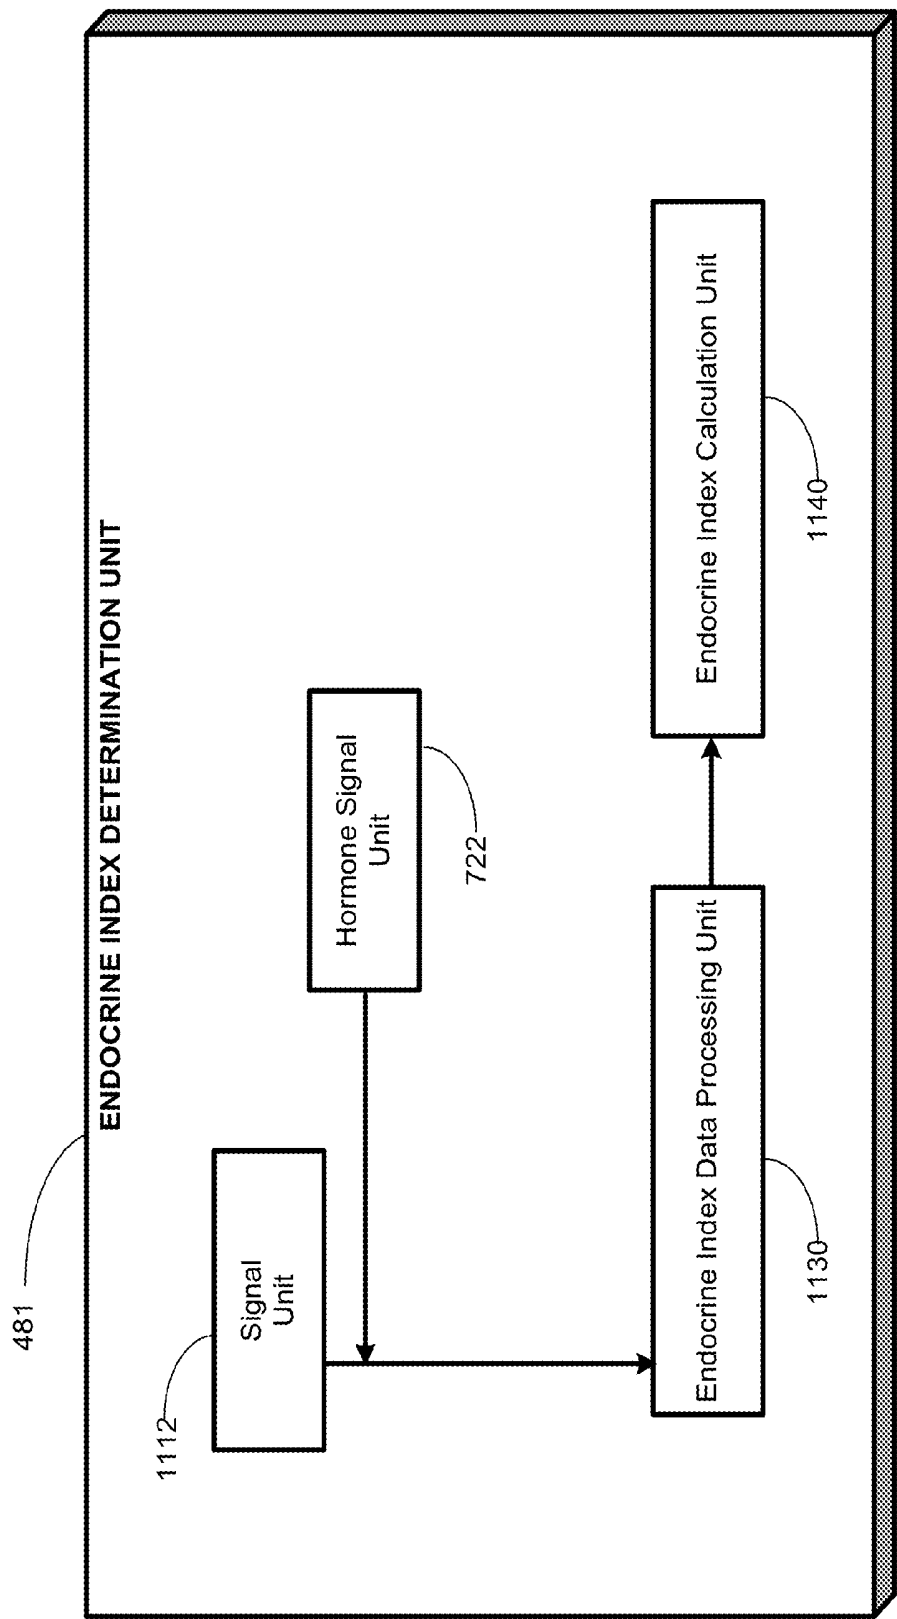 481
ENDOCRINE INDEX DETERMINATION UNIT
1112
Signal
Unit
Hormone Signal
Unit
722
Endocrine Index Data Processing Unit
1130
Endocrine Index Calculation Unit
1140